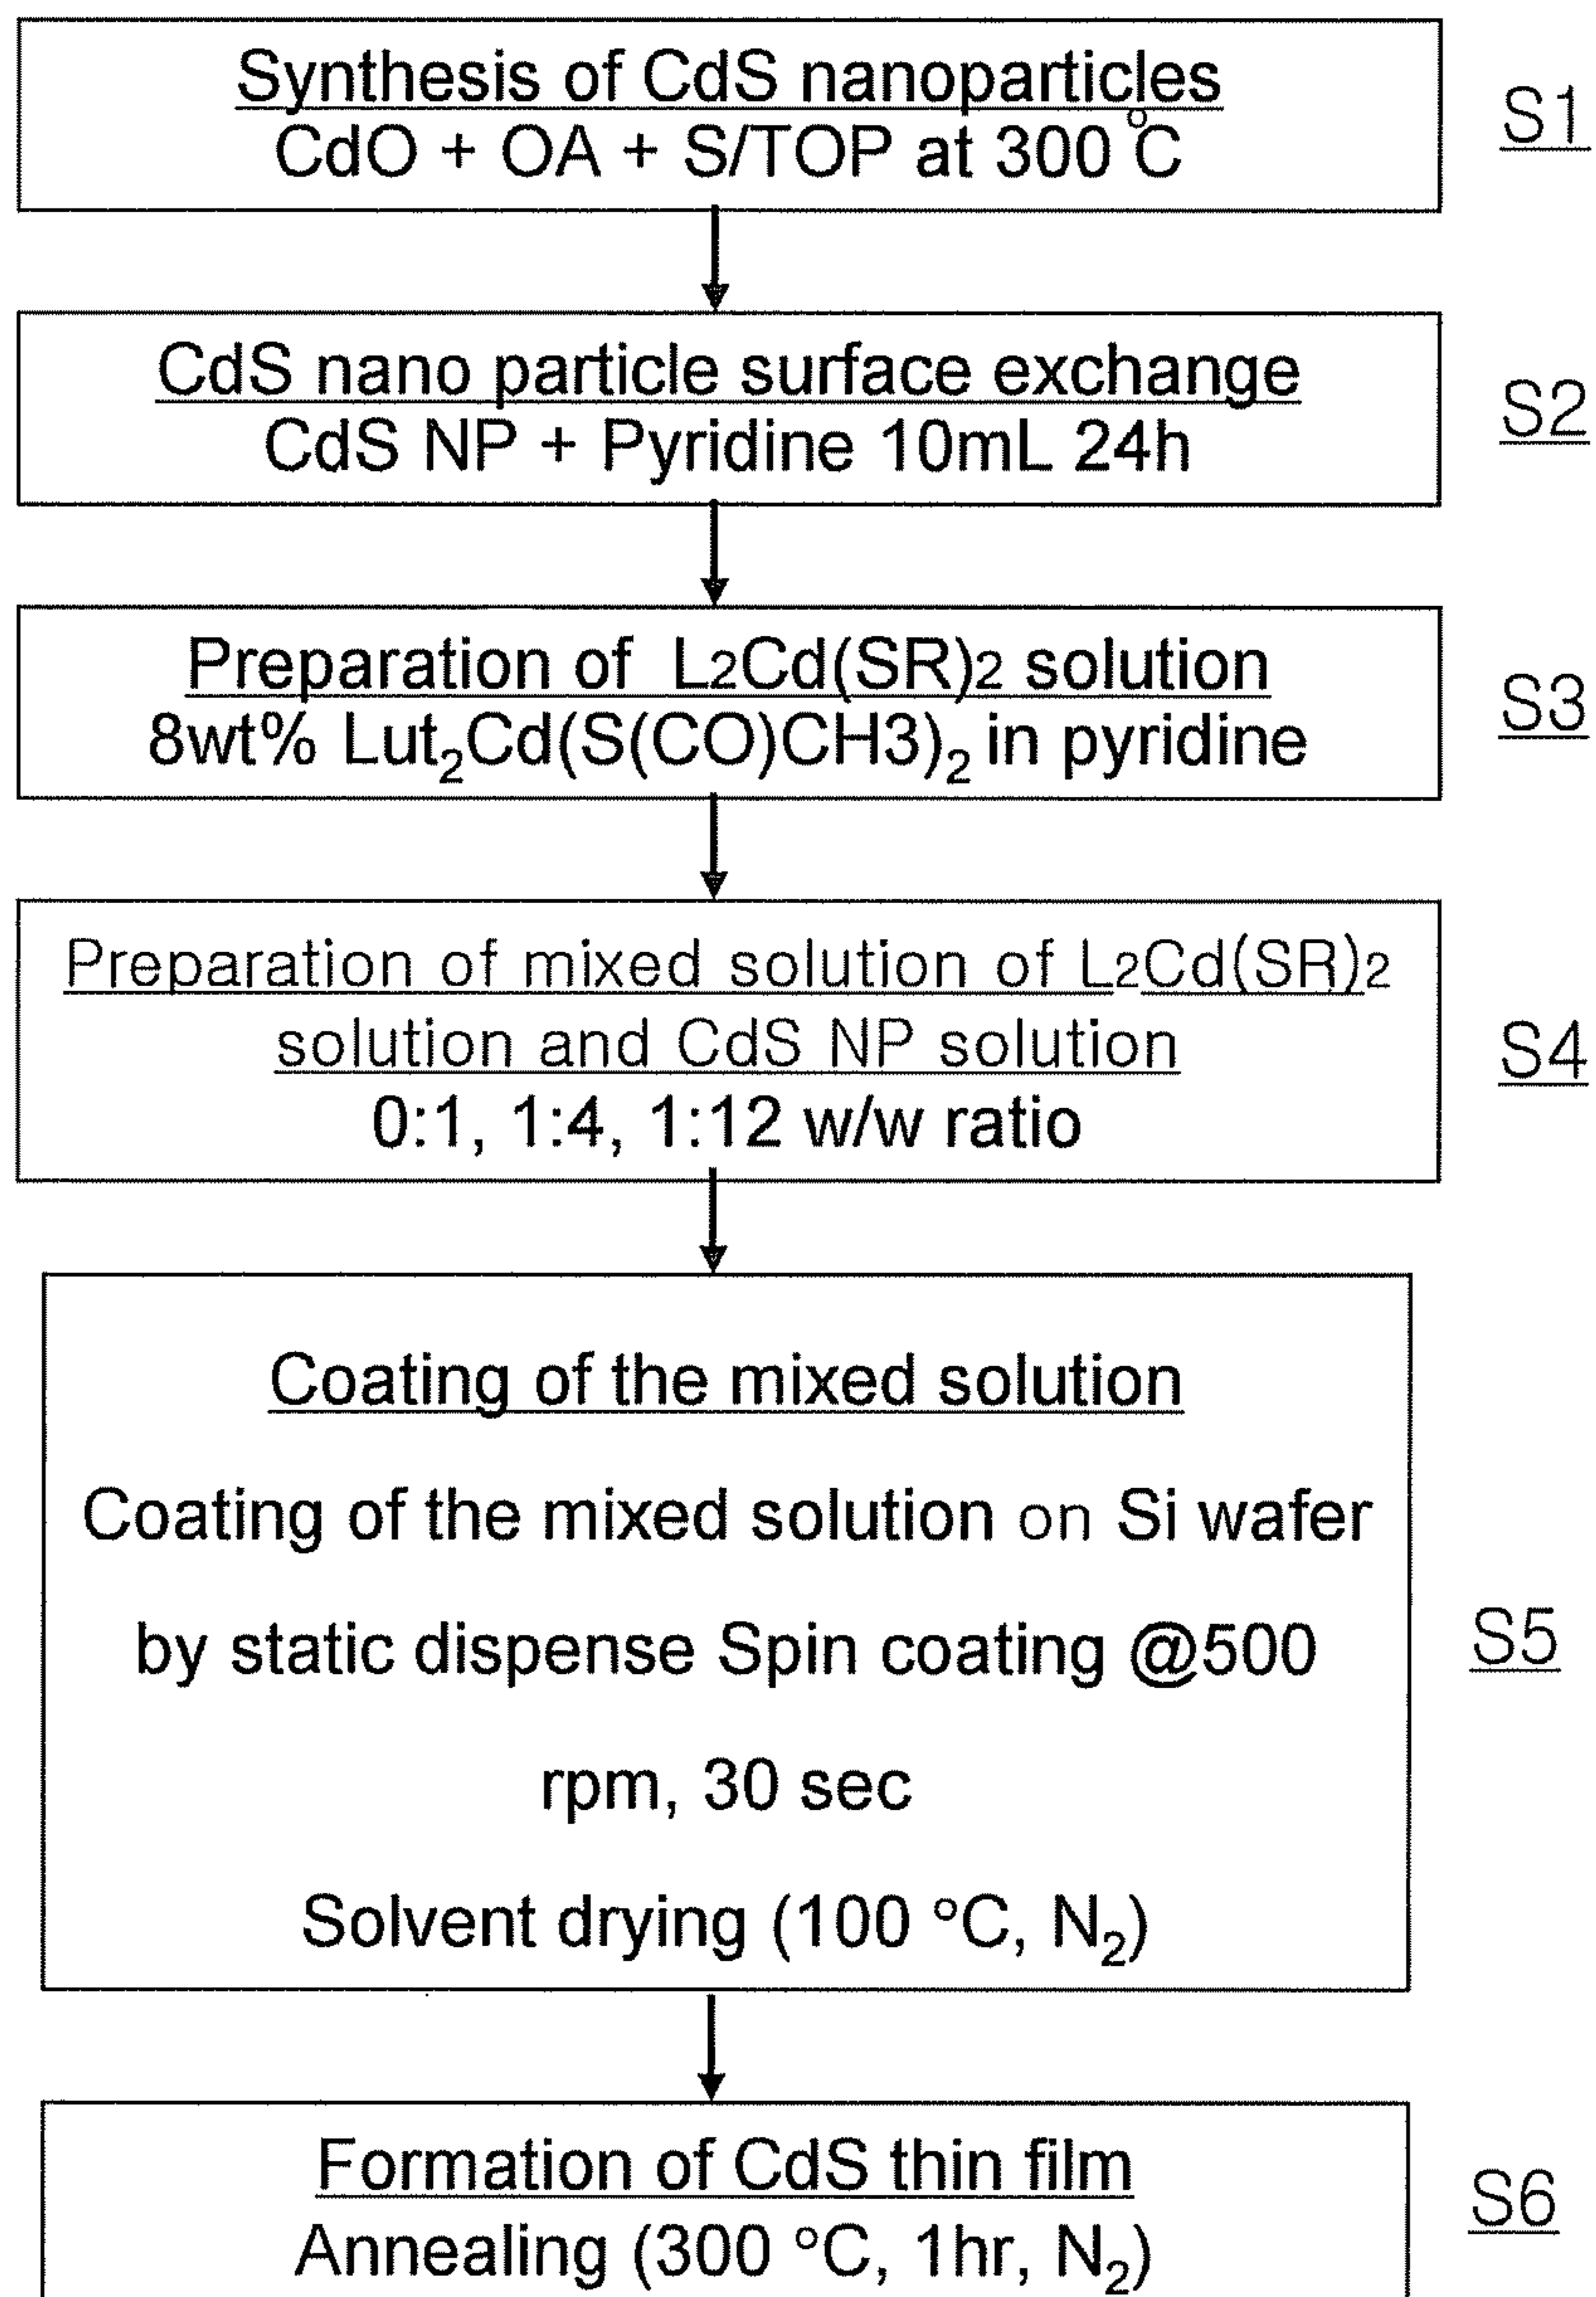 Synthesis of CdS nanoparticles
CdO + OA + S/TOP at 300 ℃
S1
CdS nano particle surface exchange
CdS NP + Pyridine 10mL 24h
S2
Preparation of L₂Cd(SR)₂ solution
8wt% Lut₂Cd(S(CO)CH3)₂ in pyridine
S3
Preparation of mixed solution of L₂Cd(SR)₂
solution and CdS NP solution
0:1, 1:4, 1:12 w/w ratio
S4
Coating of the mixed solution
Coating of the mixed solution on Si wafer
by static dispense Spin coating @500
rpm, 30 sec
Solvent drying (100 °C, N₂)
S5
Formation of CdS thin film
Annealing (300 °C, 1hr, N₂)
S6